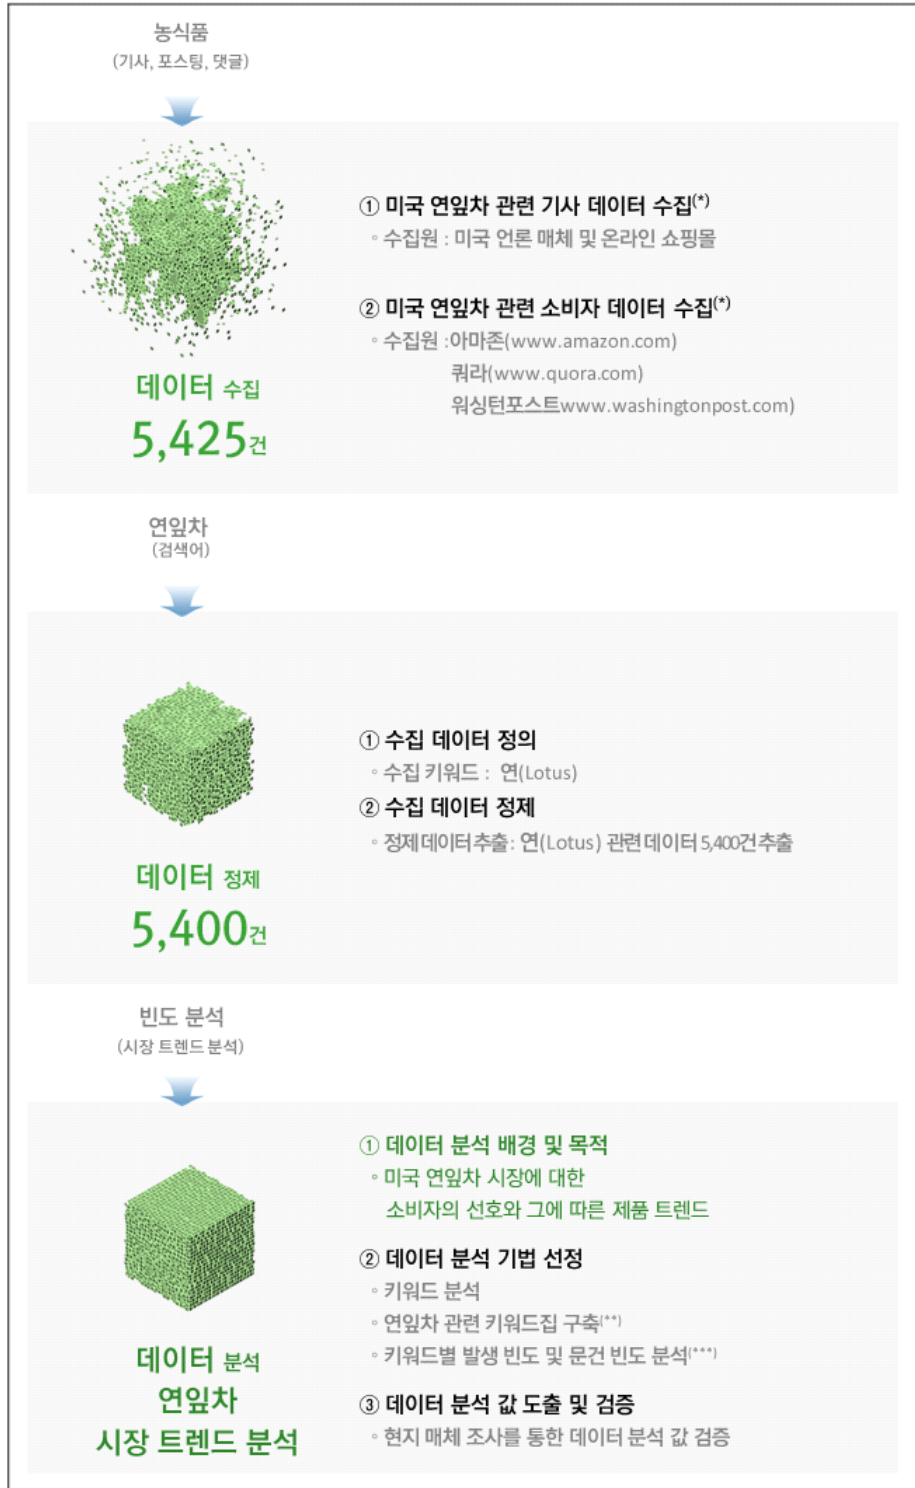 농식품
(기사, 포스팅, 댓글)
① 미국 연잎차 관련 기사 데이터 수집(*)
◦ 수집원 : 미국 언론 매체 및 온라인 쇼핑몰
② 미국 연잎차 관련 소비자 데이터 수집(*)
◦ 수집원 :아마존(www.amazon.com)
쿼라(www.quora.com)
워싱턴포스트www.washingtonpost.com)
데이터 수집
5,425건
연잎차
(검색어)
① 수집 데이터 정의
◦ 수집 키워드 : 연(Lotus)
② 수집 데이터 정제
◦ 정제데이터추출: 연(Lotus) 관련데이터 5,400건추출
데이터 정제
5,400건
빈도 분석
(시장 트렌드 분석)
① 데이터 분석 배경 및 목적
◦ 미국 연잎차 시장에 대한
소비자의 선호와 그에 따른 제품 트렌드
② 데이터 분석 기법 선정
◦ 키워드 분석
◦ 연잎차 관련 키워드집 구축(**)
◦ 키워드별 발생 빈도 및 문건 빈도 분석(***)
③ 데이터 분석 값 도출 및 검증
◦ 현지 매체 조사를 통한 데이터 분석 값 검증
데이터 분석
연잎차
시장 트렌드 분석